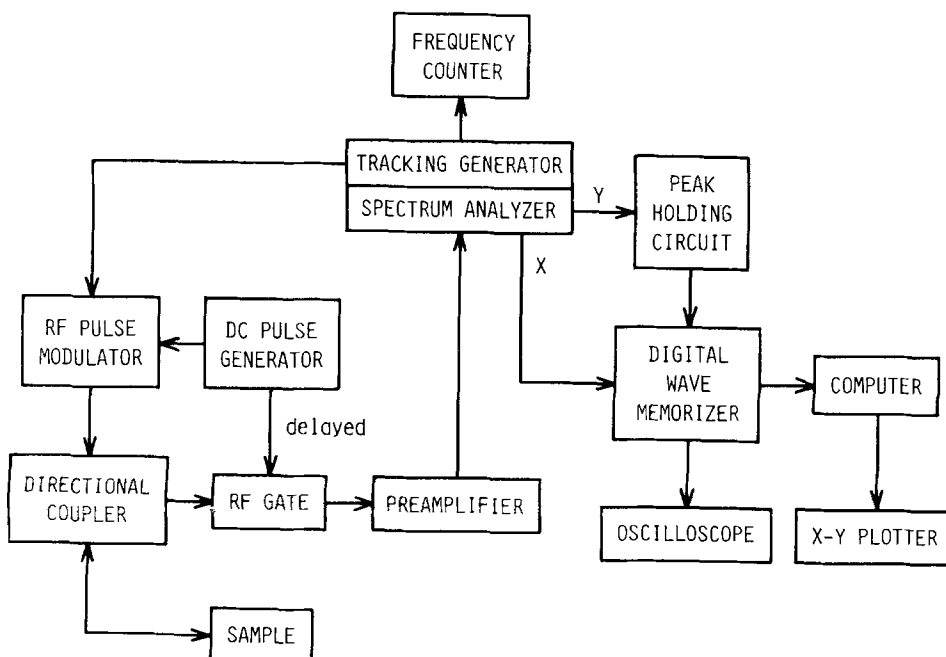 FREQUENCY
COUNTER
TRACKING GENERATOR
SPECTRUM ANALYZER
Y
X
PEAK
HOLDING
CIRCUIT
RF PULSE
MODULATOR
DC PULSE
GENERATOR
DIGITAL
WAVE
MEMORIZER
COMPUTER
delayed
DIRECTIONAL
COUPLER
RF GATE
PREAMPLIFIER
OSCILLOSCOPE
X-Y PLOTTER
SAMPLE